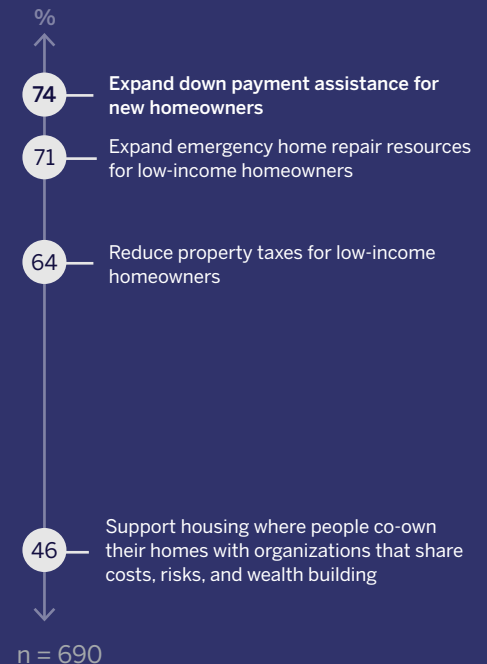 %
74
Expand down payment assistance for
new homeowners
71
Expand emergency home repair resources
for low-income homeowners
64
Reduce property taxes for low-income
homeowners
46
Support housing where people co-own
their homes with organizations that share
costs, risks, and wealth building
n = 690